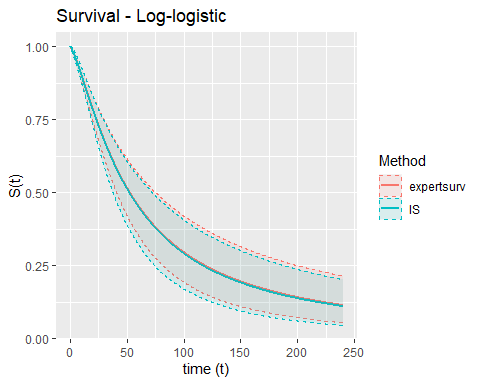 Survival - Log-logistic
1.00
0.75
0.50
0.25
0.00
S(t)
0 50 100 150 200 250
time (t)
Method
expertsurv
IS